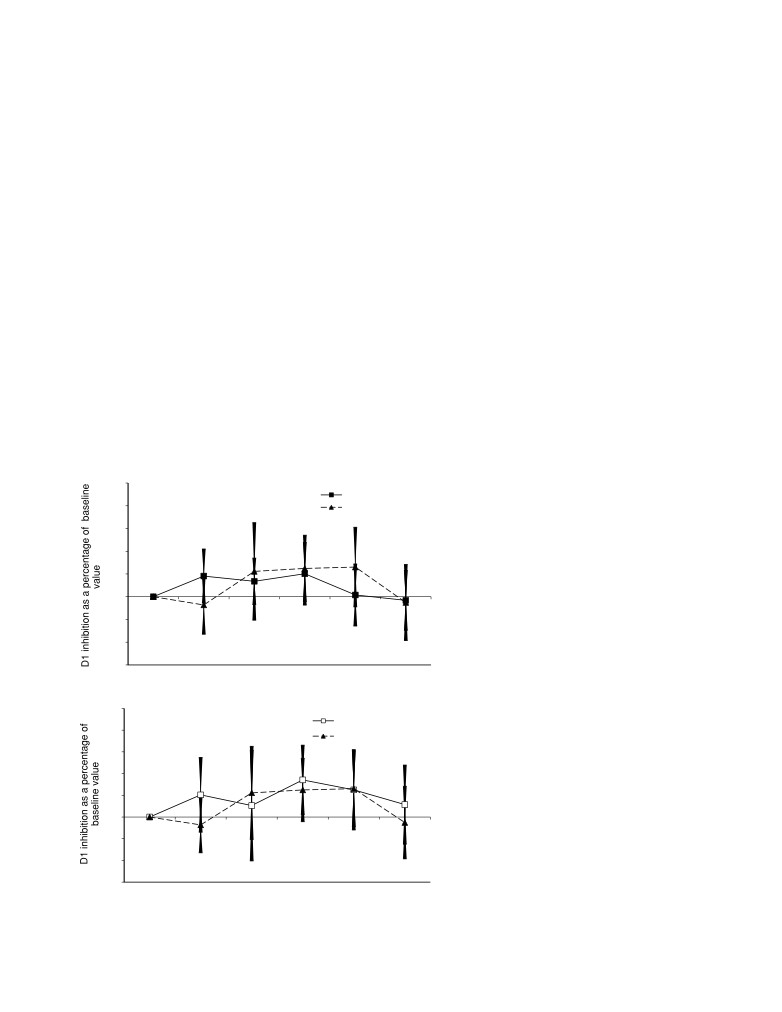 D1 inhibition as a percentage of baseline
value
D1 inhibition as a percentage of
baseline value